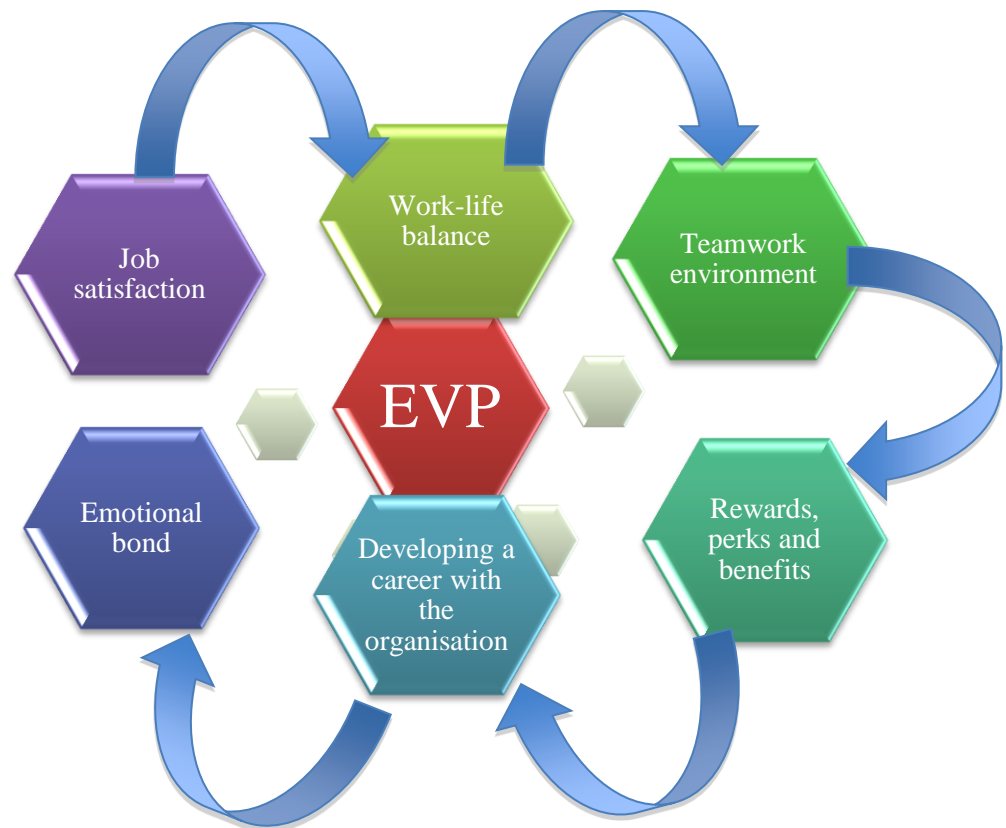 Job
satisfaction
Work-life
balance
Teamwork
environment
EVP
Emotional
bond
Developing a
career with
the
organisation
Rewards,
perks and
benefits